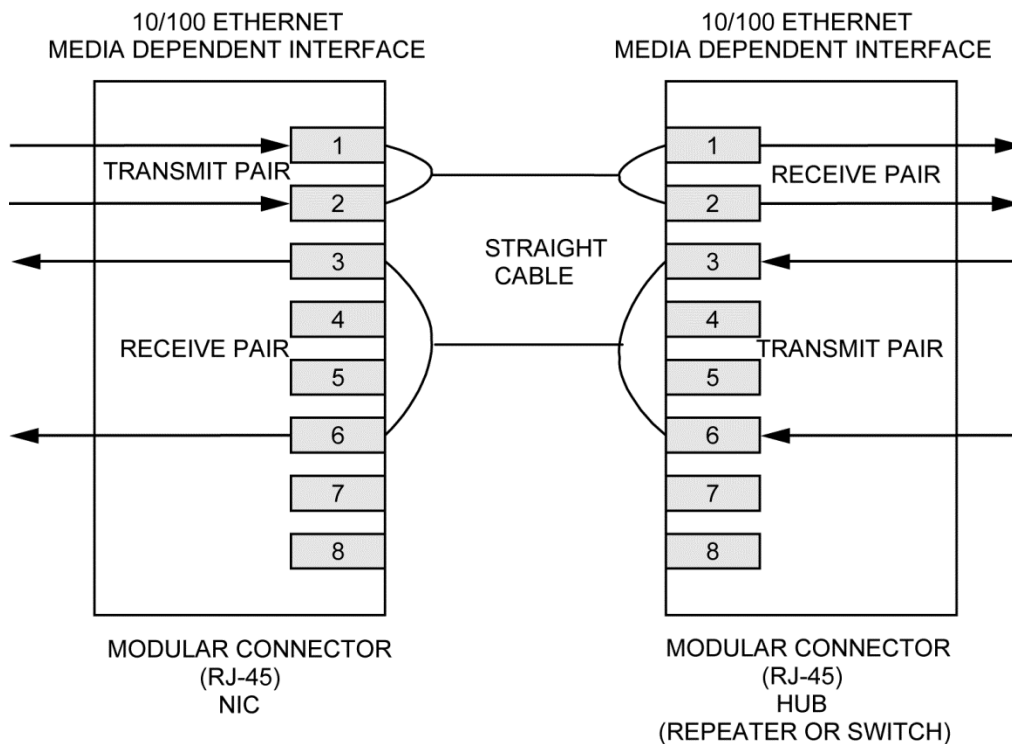 10/100 ETHERNET
MEDIA DEPENDENT INTERFACE
10/100 ETHERNET
MEDIA DEPENDENT INTERFACE
1
TRANSMIT PAIR
2
3
4
RECEIVE PAIR
5
6
7
8
STRAIGHT
CABLE
1
RECEIVE PAIR
2
3
4
TRANSMIT PAIR
5
6
7
8
MODULAR CONNECTOR
(RJ-45)
NIC
MODULAR CONNECTOR
(RJ-45)
HUB
(REPEATER OR SWITCH)